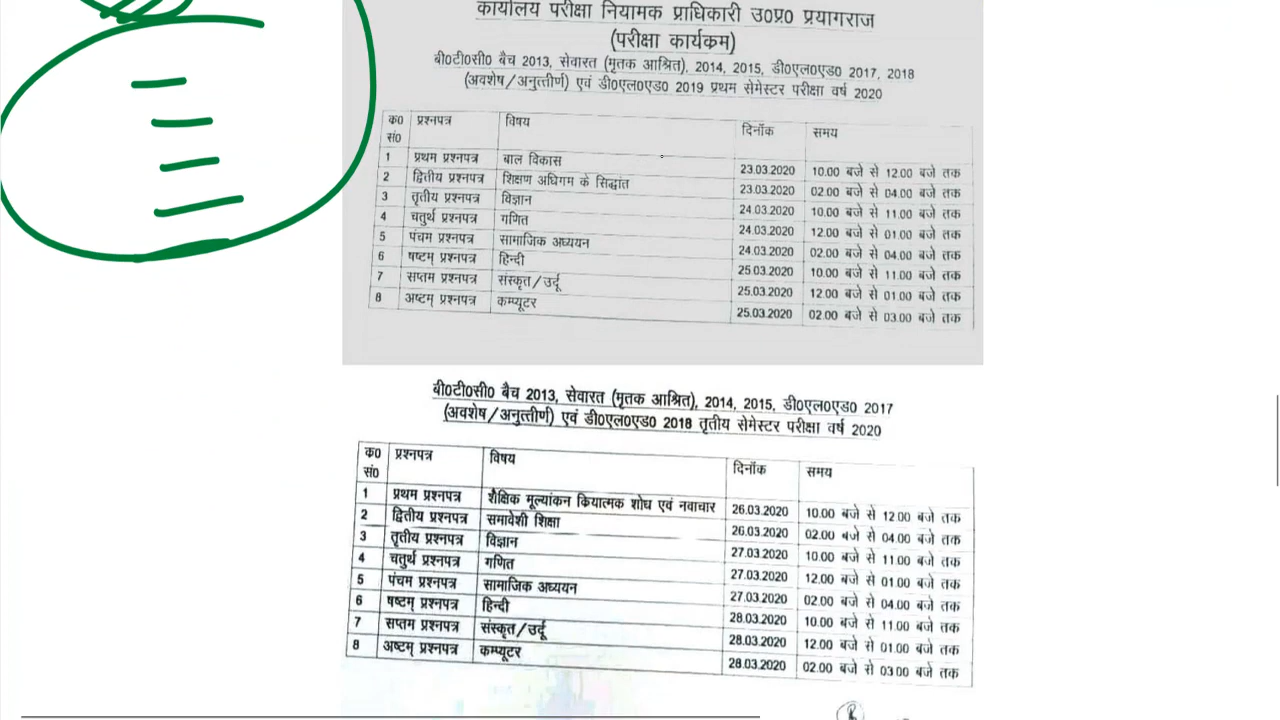 कार्यालय परीक्षा नियामक प्राधिकारी उ0प्र0 प्रयागराज
(परीक्षा कार्यकम)
बी0टी0सी0 बैच 2013, सेवारत (मृतक आश्रित), 2014, 2015, डी0एल0एड0 2017, 2018
(अवशेष/अनुत्तीर्ण) एवं डी0एल0एड0 2019 प्रथम सेमेस्टर परीक्षा वर्ष 2020
क0 सं0 प्रश्नपत्र विषय दिनॉक समय
1 प्रथम प्रश्नपत्र बाल विकास 23.03.2020 10.00 बजे से 12.00 बजे तक
2 द्वितीय प्रश्नपत्र शिक्षण अधिगम के सिद्धांत 23.03.2020 02.00 बजे से 04.00 बजे तक
3 तृतीय प्रश्नपत्र विज्ञान 24.03.2020 10.00 बजे से 11.00 बजे तक
4 चतुर्थ प्रश्नपत्र गणित 24.03.2020 12.00 बजे से 01.00 बजे तक
5 पंचम प्रश्नपत्र सामाजिक अध्ययन 24.03.2020 02.00 बजे से 04.00 बजे तक
6 षष्टम् प्रश्नपत्र हिन्दी 25.03.2020 10.00 बजे से 11.00 बजे तक
7 सप्तम प्रश्नपत्र संस्कृत/उर्दू 25.03.2020 12.00 बजे से 01.00 बजे तक
8 अष्टम् प्रश्नपत्र कम्प्यूटर 25.03.2020 02.00 बजे से 03.00 बजे तक
बी0टी0सी0 बैच 2013, सेवारत (मृतक आश्रित), 2014, 2015, डी0एल0एड0 2017
(अवशेष/अनुत्तीर्ण) एवं डी0एल0एड0 2018 तृतीय सेमेस्टर परीक्षा वर्ष 2020
क0 सं0 प्रश्नपत्र विषय दिनॉक समय
1 प्रथम प्रश्नपत्र शैक्षिक मूल्यांकन कियात्मक शोध एवं नवाचार 26.03.2020 10.00 बजे से 12.00 बजे तक
2 द्वितीय प्रश्नपत्र समावेशी शिक्षा 26.03.2020 02.00 बजे से 04.00 बजे तक
3 तृतीय प्रश्नपत्र विज्ञान 27.03.2020 10.00 बजे से 11.00 बजे तक
4 चतुर्थ प्रश्नपत्र गणित 27.03.2020 12.00 बजे से 01.00 बजे तक
5 पंचम प्रश्नपत्र सामाजिक अध्ययन 27.03.2020 02.00 बजे से 04.00 बजे तक
6 षष्टम् प्रश्नपत्र हिन्दी 28.03.2020 10.00 बजे से 11.00 बजे तक
7 सप्तम प्रश्नपत्र संस्कृत/उर्दू 28.03.2020 12.00 बजे से 01.00 बजे तक
8 अष्टम् प्रश्नपत्र कम्प्यूटर 28.03.2020 02.00 बजे से 03.00 बजे तक